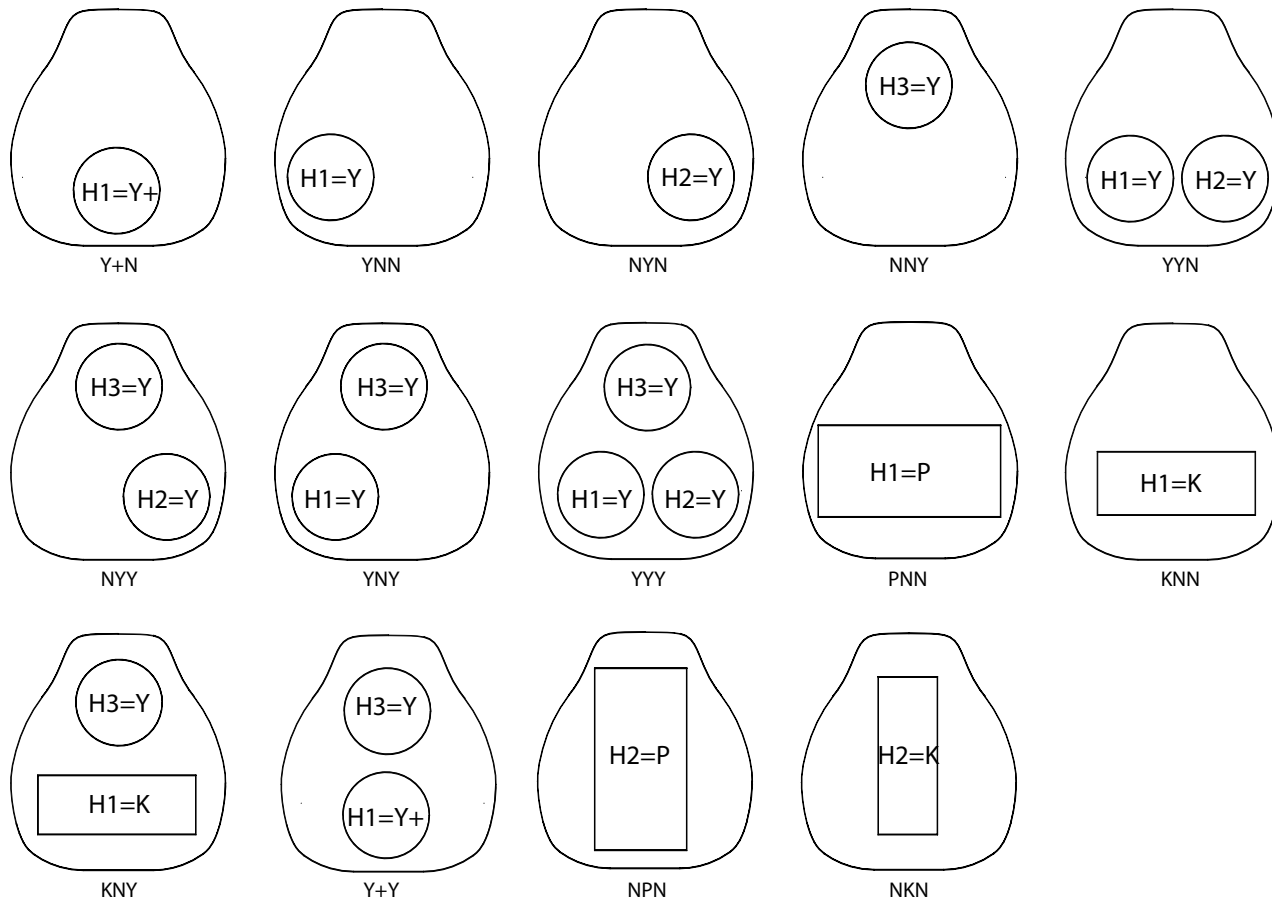 H1=Y+
Y+N
H1=Y
YNN
H2=Y
NYN
H3=Y
NNY
H1=Y H2=Y
YYN
H3=Y
H2=Y
NYY
H3=Y
H1=Y
YNY
H3=Y
H1=Y H2=Y
YYY
H1=P
PNN
H1=K
KNN
H3=Y
H1=K
KNY
H3=Y
H1=Y+
Y+Y
H2=P
NPN
H2=K
NKN